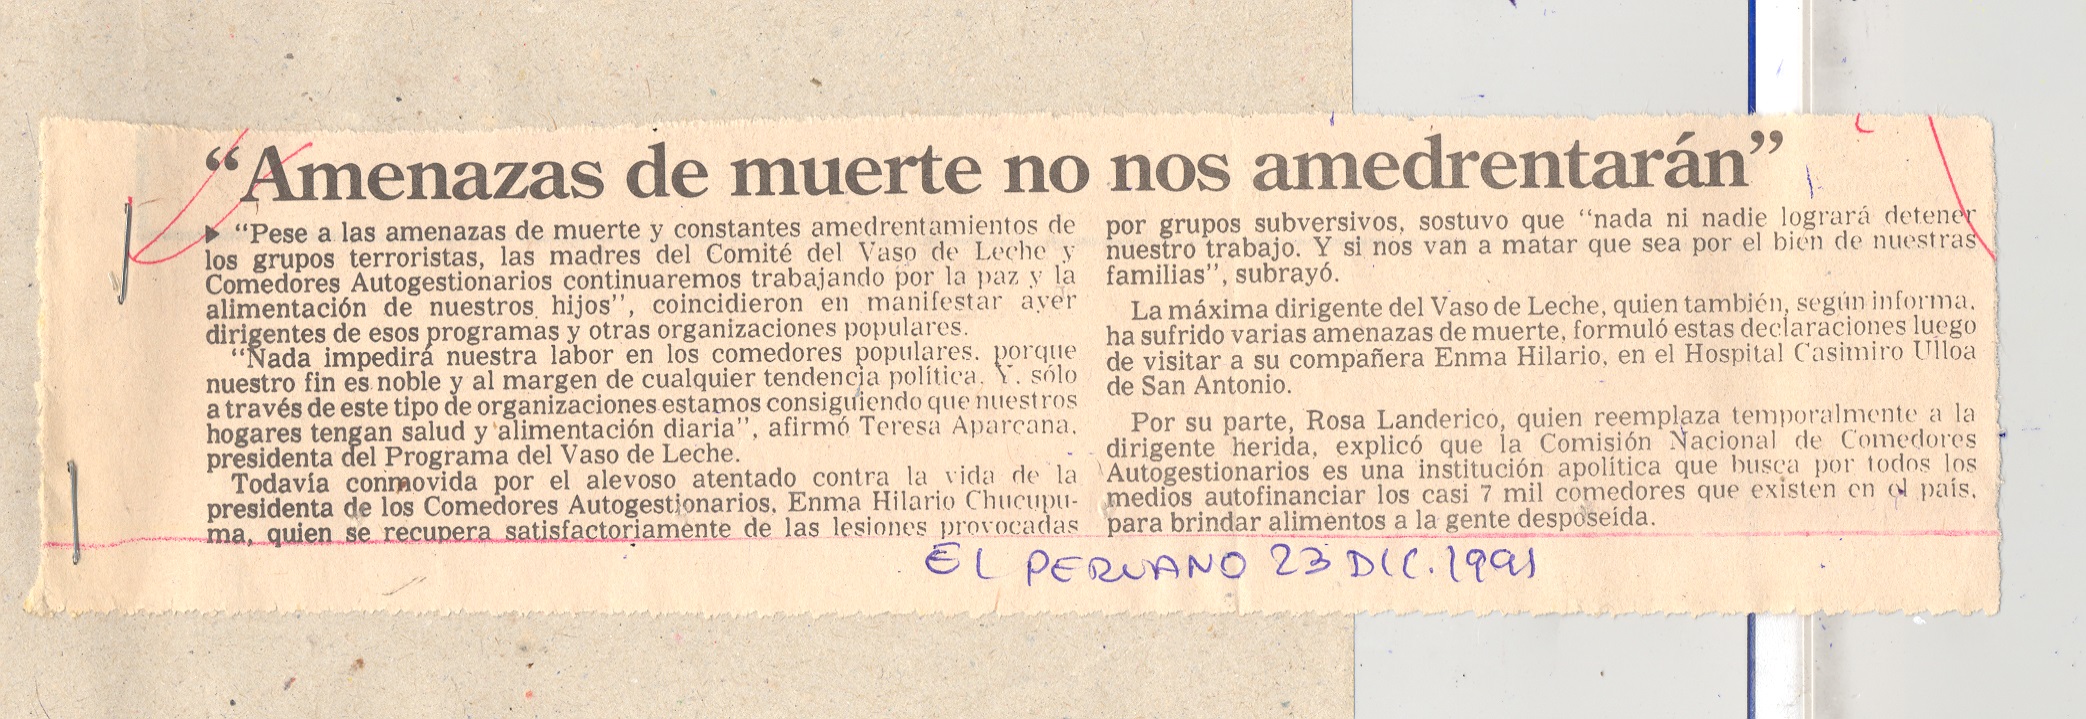 “Amenazas de muerte no nos amedrentarán”
▶ “Pese a las amenazas de muerte y constantes amedrentamientos de
los grupos terroristas, las madres del Comité del Vaso de Leche y
Comedores Autogestionarios continuaremos trabajando por la paz y la
alimentación de nuestros hijos”, coincidieron en manifestar ayer
dirigentes de esos programas y otras organizaciones populares.
“Nada impedirá nuestra labor en los comedores populares, porque
nuestro fin es noble y al margen de cualquier tendencia política. Y, sólo
a través de este tipo de organizaciones estamos consiguiendo que nuestros
hogares tengan salud y alimentación diaria”, afirmó Teresa Aparcana,
presidenta del Programa del Vaso de Leche.
Todavía conmovida por el alevoso atentado contra la vida de la
presidenta de los Comedores Autogestionarios, Enma Hilario Chucupu-
ma, quien se recupera satisfactoriamente de las lesiones provocadas
por grupos subversivos, sostuvo que “nada ni nadie logrará detener
nuestro trabajo. Y si nos van a matar que sea por el bien de nuestras
familias”, subrayó.
La máxima dirigente del Vaso de Leche, quien también, según informa,
ha sufrido varias amenazas de muerte, formuló estas declaraciones luego
de visitar a su compañera Enma Hilario, en el Hospital Casimiro Ulloa
de San Antonio.
Por su parte, Rosa Landerico, quien reemplaza temporalmente a la
dirigente herida, explicó que la Comisión Nacional de Comedores
Autogestionarios es una institución apolítica que busca por todos los
medios autofinanciar los casi 7 mil comedores que existen en el país,
para brindar alimentos a la gente desposeída.
EL PERUANO 23 DIC. 1991